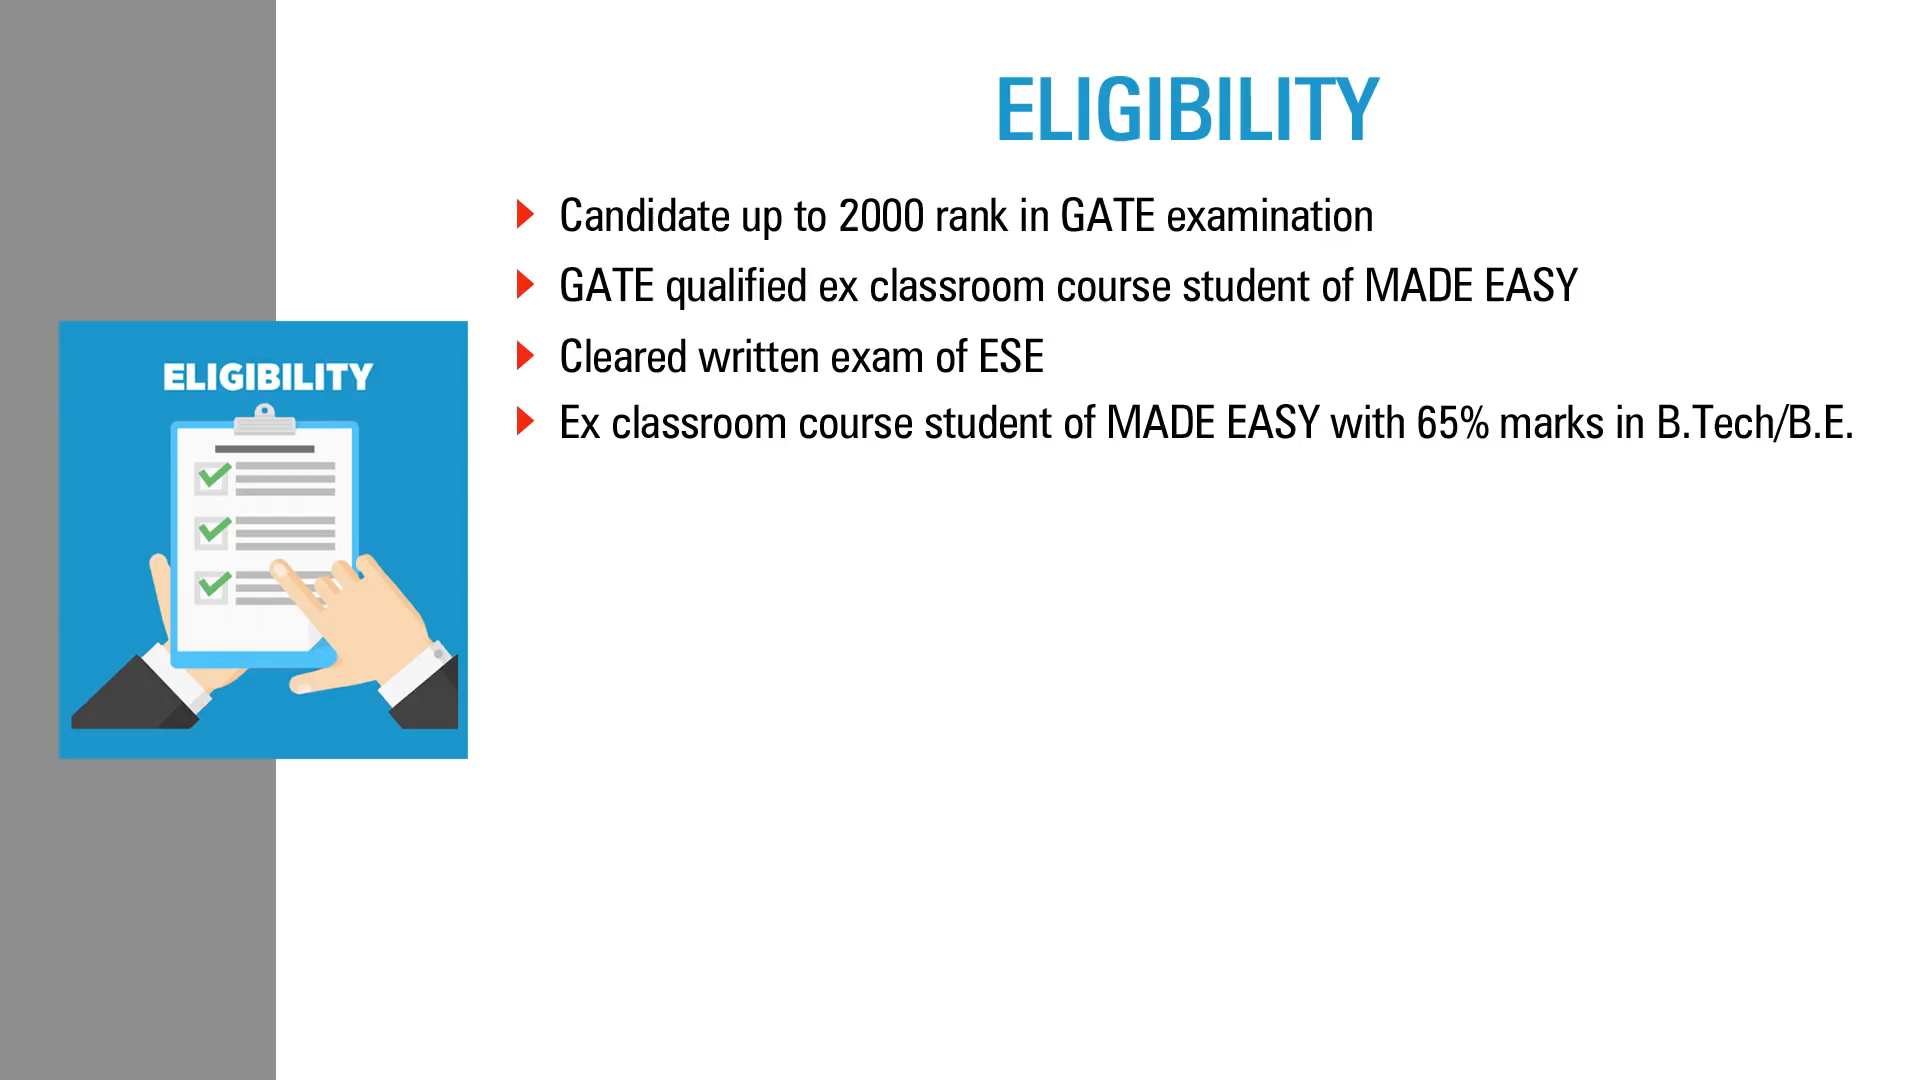 ELIGIBILITY
Candidate up to 2000 rank in GATE examination
GATE qualified ex classroom course student of MADE EASY
Cleared written exam of ESE
Ex classroom course student of MADE EASY with 65% marks in B.Tech/B.E.
ELIGIBILITY